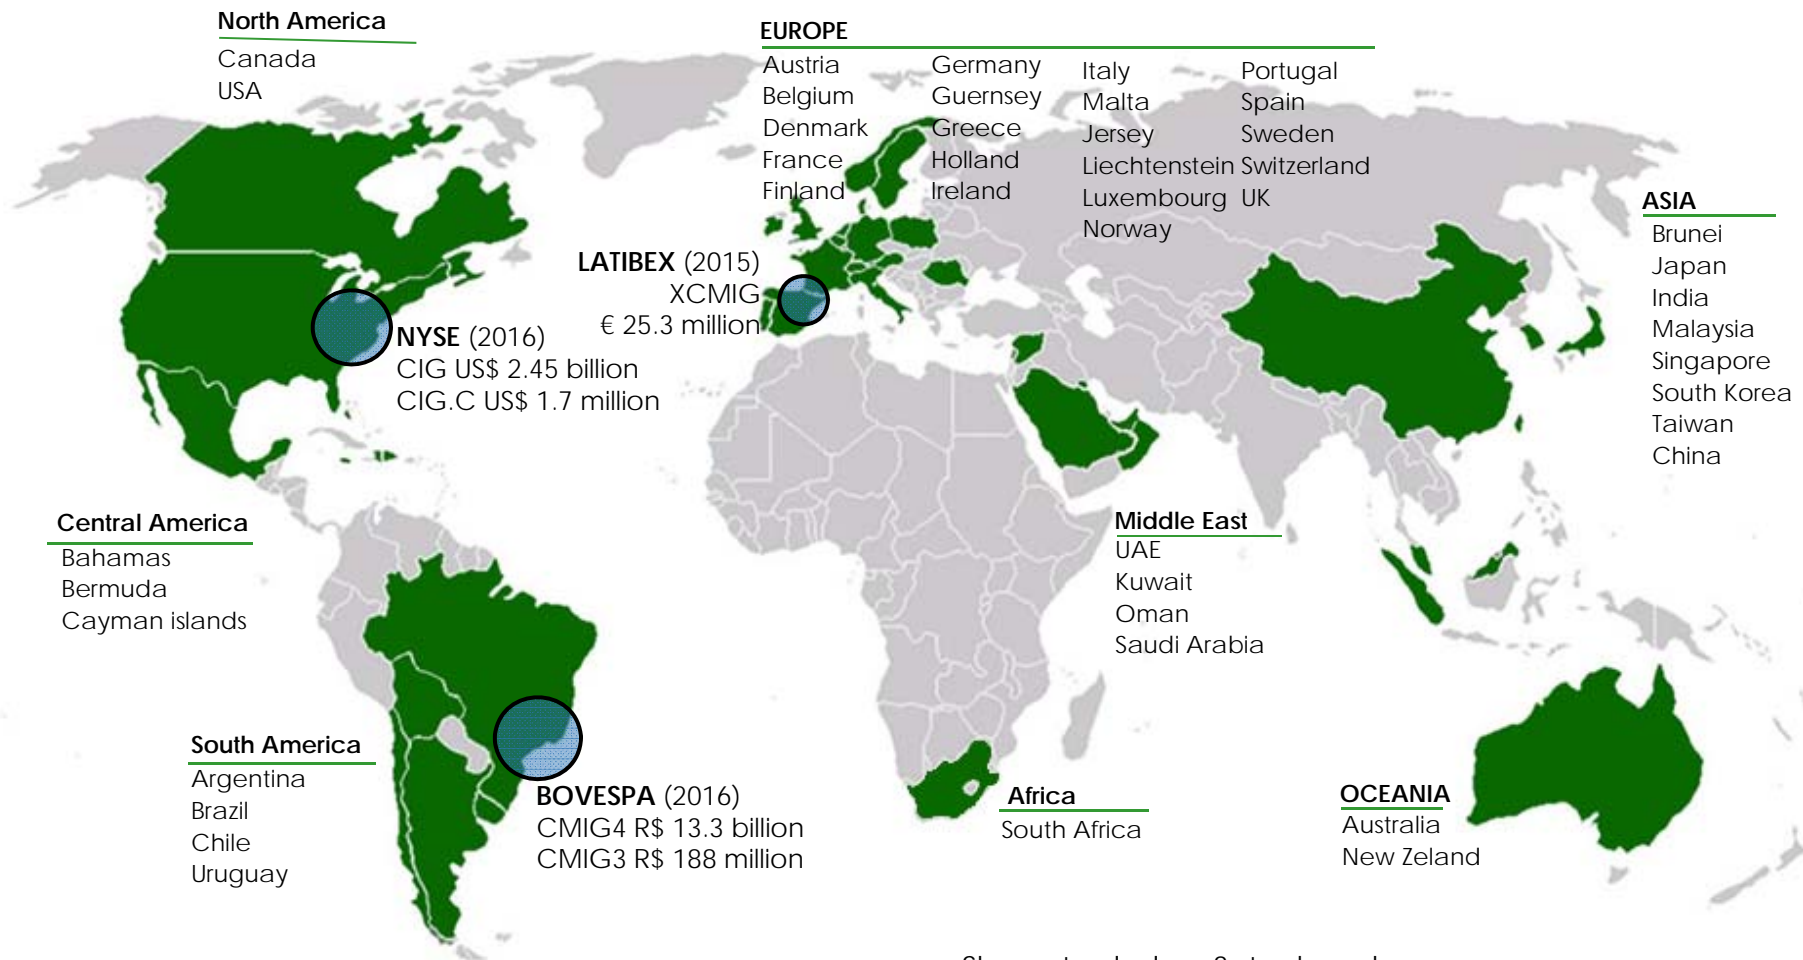 North America
Canada
USA
EUROPE
Austria
Belgium
Denmark
France
Finland
Germany
Guernsey
Greece
Holland
Ireland
Italy
Malta
Jersey
Liechtenstein
Luxembourg
Norway
Portugal
Spain
Sweden
Switzerland
UK
ASIA
Brunei
Japan
India
Malaysia
Singapore
South Korea
Taiwan
China
LATIBEX (2015)
XCMIG
€ 25.3 million
NYSE (2016)
CIG US$ 2.45 billion
CIG.C US$ 1.7 million
Central America
Bahamas
Bermuda
Cayman islands
Middle East
UAE
Kuwait
Oman
Saudi Arabia
South America
Argentina
Brazil
Chile
Uruguay
BOVESPA (2016)
CMIG4 R$ 13.3 billion
CMIG3 R$ 188 million
Africa
South Africa
OCEANIA
Australia
New Zeland